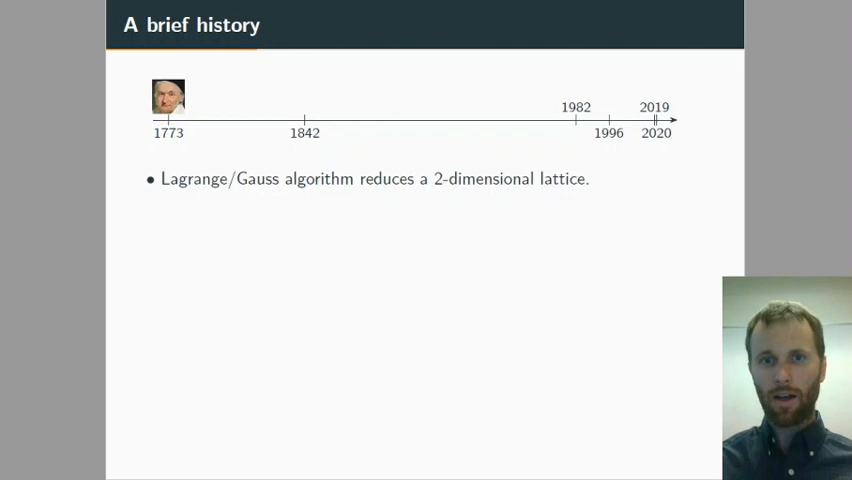 A brief history
1982 2019
1773 1842 1996 2020
• Lagrange/Gauss algorithm reduces a 2-dimensional lattice.